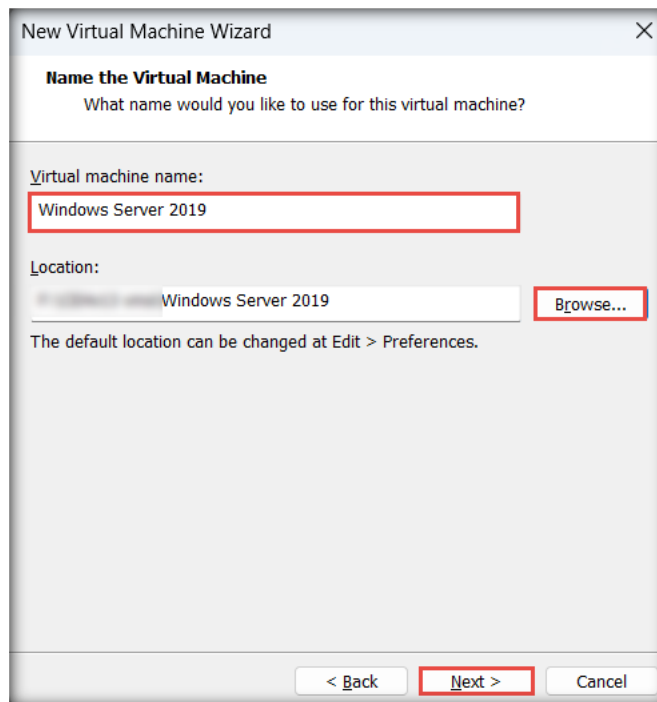 New Virtual Machine Wizard
Name the Virtual Machine
What name would you like to use for this virtual machine?
Virtual machine name:
Windows Server 2019
Location:
Windows Server 2019
Browse...
The default location can be changed at Edit > Preferences.
< Back Next > Cancel